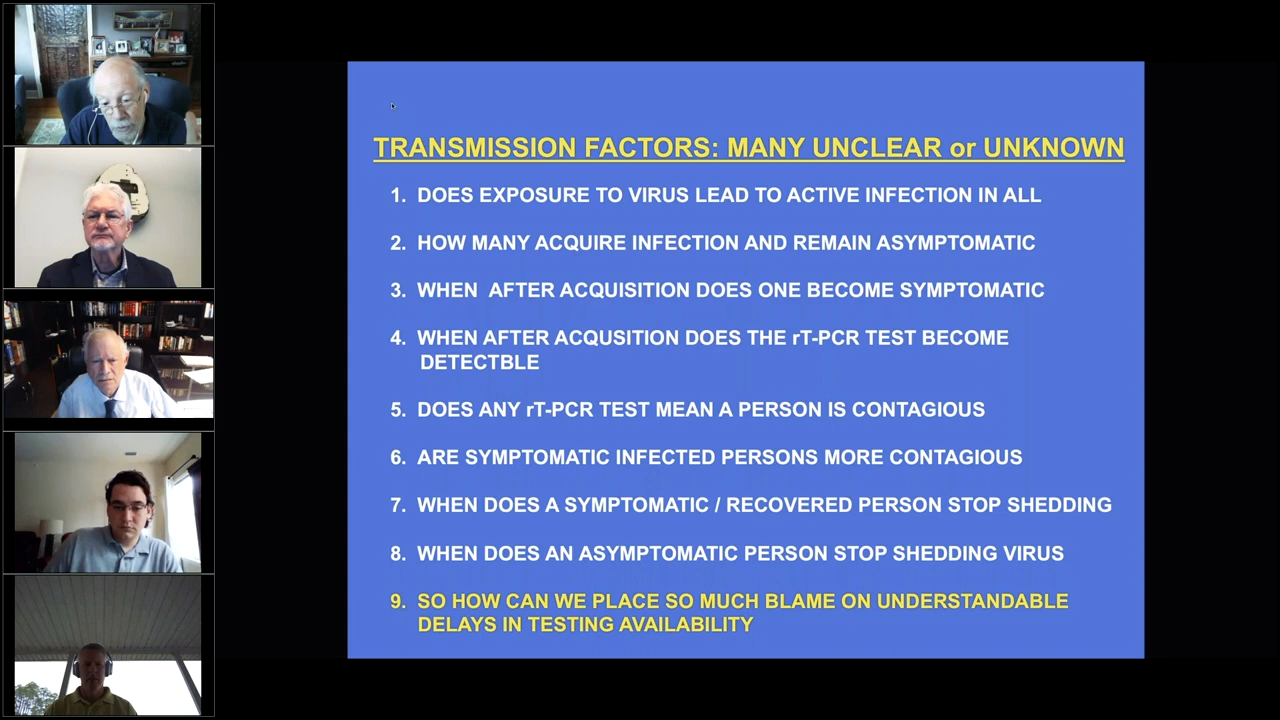 TRANSMISSION FACTORS: MANY UNCLEAR or UNKNOWN
1. DOES EXPOSURE TO VIRUS LEAD TO ACTIVE INFECTION IN ALL
2. HOW MANY ACQUIRE INFECTION AND REMAIN ASYMPTOMATIC
3. WHEN AFTER ACQUISITION DOES ONE BECOME SYMPTOMATIC
4. WHEN AFTER ACQUSITION DOES THE rT-PCR TEST BECOME
DETECTBLE
5. DOES ANY rT-PCR TEST MEAN A PERSON IS CONTAGIOUS
6. ARE SYMPTOMATIC INFECTED PERSONS MORE CONTAGIOUS
7. WHEN DOES A SYMPTOMATIC / RECOVERED PERSON STOP SHEDDING
8. WHEN DOES AN ASYMPTOMATIC PERSON STOP SHEDDING VIRUS
9. SO HOW CAN WE PLACE SO MUCH BLAME ON UNDERSTANDABLE
DELAYS IN TESTING AVAILABILITY